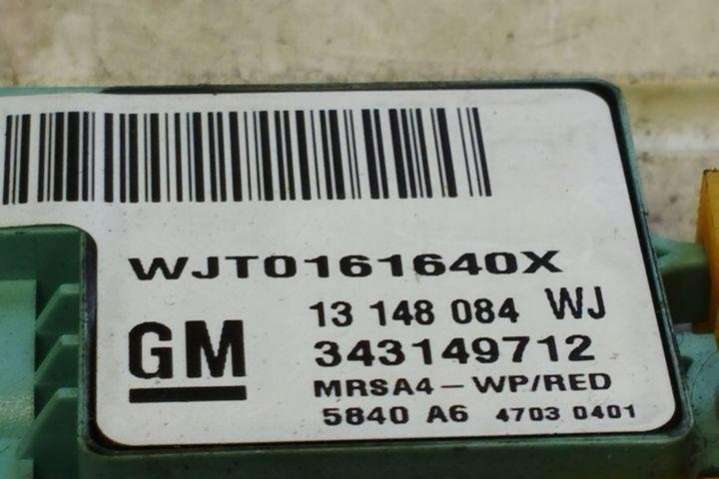 WJT0161640X
13 148 084 WJ
GM
343149712
MRSA4 - WP/RED
5840 A6 4703 0401